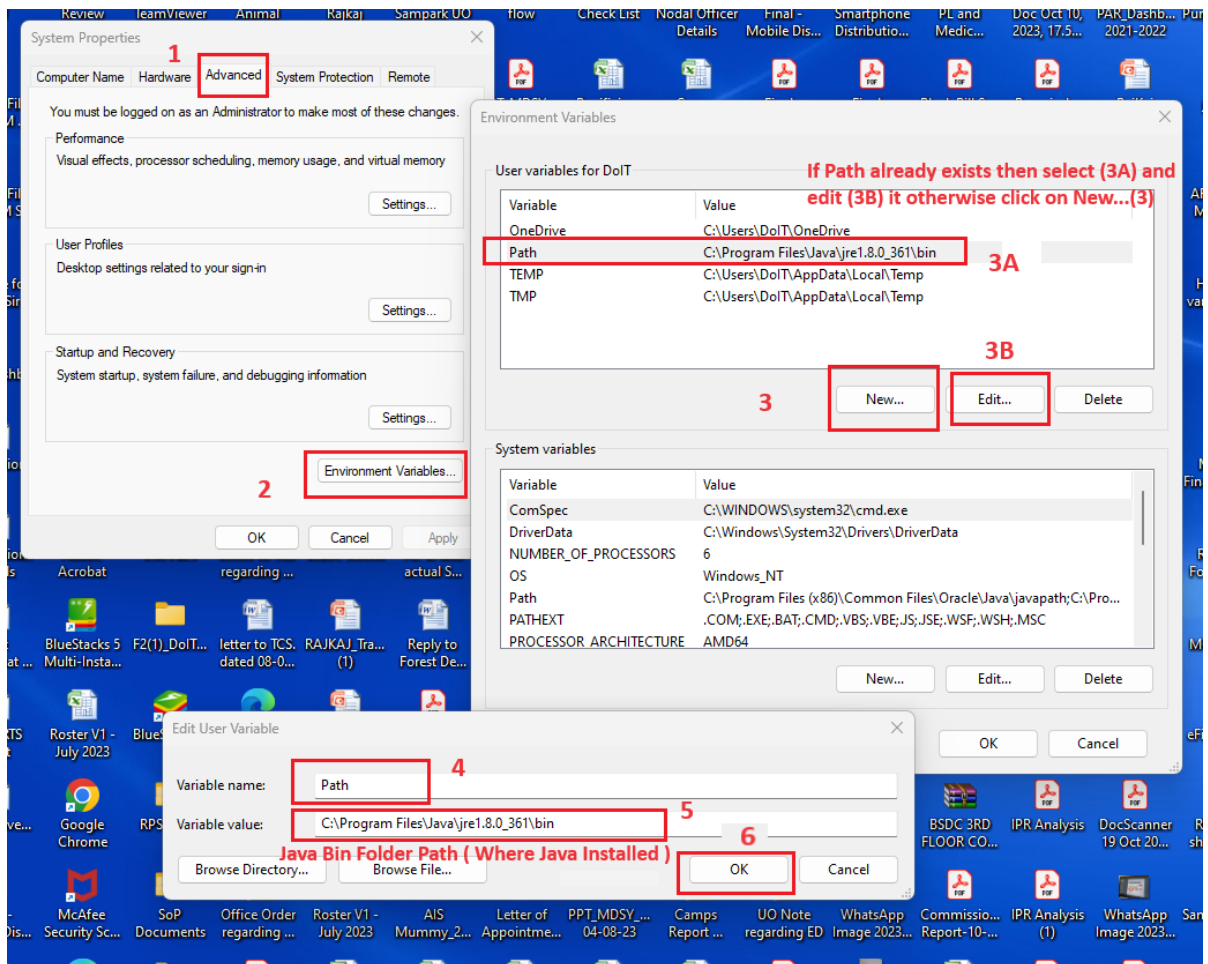 Review
TeamViewer
Animal
Rajkaj
Sampark UO
flow
Check List
Nodal Officer
Details
Final -
Mobile Dis...
Smartphone
Distributio...
PL and
Medic...
Doc Oct 10,
2023, 17.5...
PAR_Dashb...
2021-2022
System Properties
1
Computer Name
Hardware
Advanced
System Protection
Remote
You must be logged on as an Administrator to make most of these changes.
Performance
Visual effects, processor scheduling, memory usage, and virtual memory
Settings...
User Profiles
Desktop settings related to your sign-in
Settings...
Startup and Recovery
System startup, system failure, and debugging information
Settings...
2
Environment Variables...
OK
Cancel
Apply
Environment Variables
User variables for DoIT
If Path already exists then select (3A) and
edit (3B) it otherwise click on New...(3)
Variable Value
OneDrive C:\Users\DoIT\OneDrive
Path C:\Program Files\Java\jre1.8.0_361\bin
3A
TEMP C:\Users\DoIT\AppData\Local\Temp
TMP C:\Users\DoIT\AppData\Local\Temp
3B
3
New...
Edit...
Delete
System variables
Variable Value
ComSpec C:\WINDOWS\system32\cmd.exe
DriverData C:\Windows\System32\Drivers\DriverData
NUMBER_OF_PROCESSORS 6
OS Windows_NT
Path C:\Program Files (x86)\Common Files\Oracle\Java\javapath;C:\Pro...
PATHEXT .COM;.EXE;.BAT;.CMD;.VBS;.VBE;.JS;.JSE;.WSF;.WSH;.MSC
PROCESSOR ARCHITECTURE AMD64
New...
Edit...
Delete
OK
Cancel
Acrobat
regarding ...
actual S...
BlueStacks 5
Multi-Insta...
F2(1)_DoIT...
letter to TCS.
dated 08-0...
RAJKAJ_Tra...
(1)
Reply to
Forest De...
Roster V1 -
July 2023
Edit User Variable
4
Variable name: Path
5
Variable value: C:\Program Files\Java\jre1.8.0_361\bin
6
Java Bin Folder Path ( Where Java Installed )
Browse Directory...
Browse File...
OK
Cancel
Google
Chrome
RPS
BSDC 3RD
FLOOR CO...
IPR Analysis
DocScanner
19 Oct 20...
McAfee
Security Sc...
SoP
Documents
Office Order
regarding ...
Roster V1 -
July 2023
AIS
Mummy_2...
Letter of
Appointme...
PPT_MDSY_...
04-08-23
Camps
Report ...
UO Note
regarding ED
WhatsApp
Image 2023...
Commissio...
Report-10-...
IPR Analysis
(1)
WhatsApp
Image 2023...